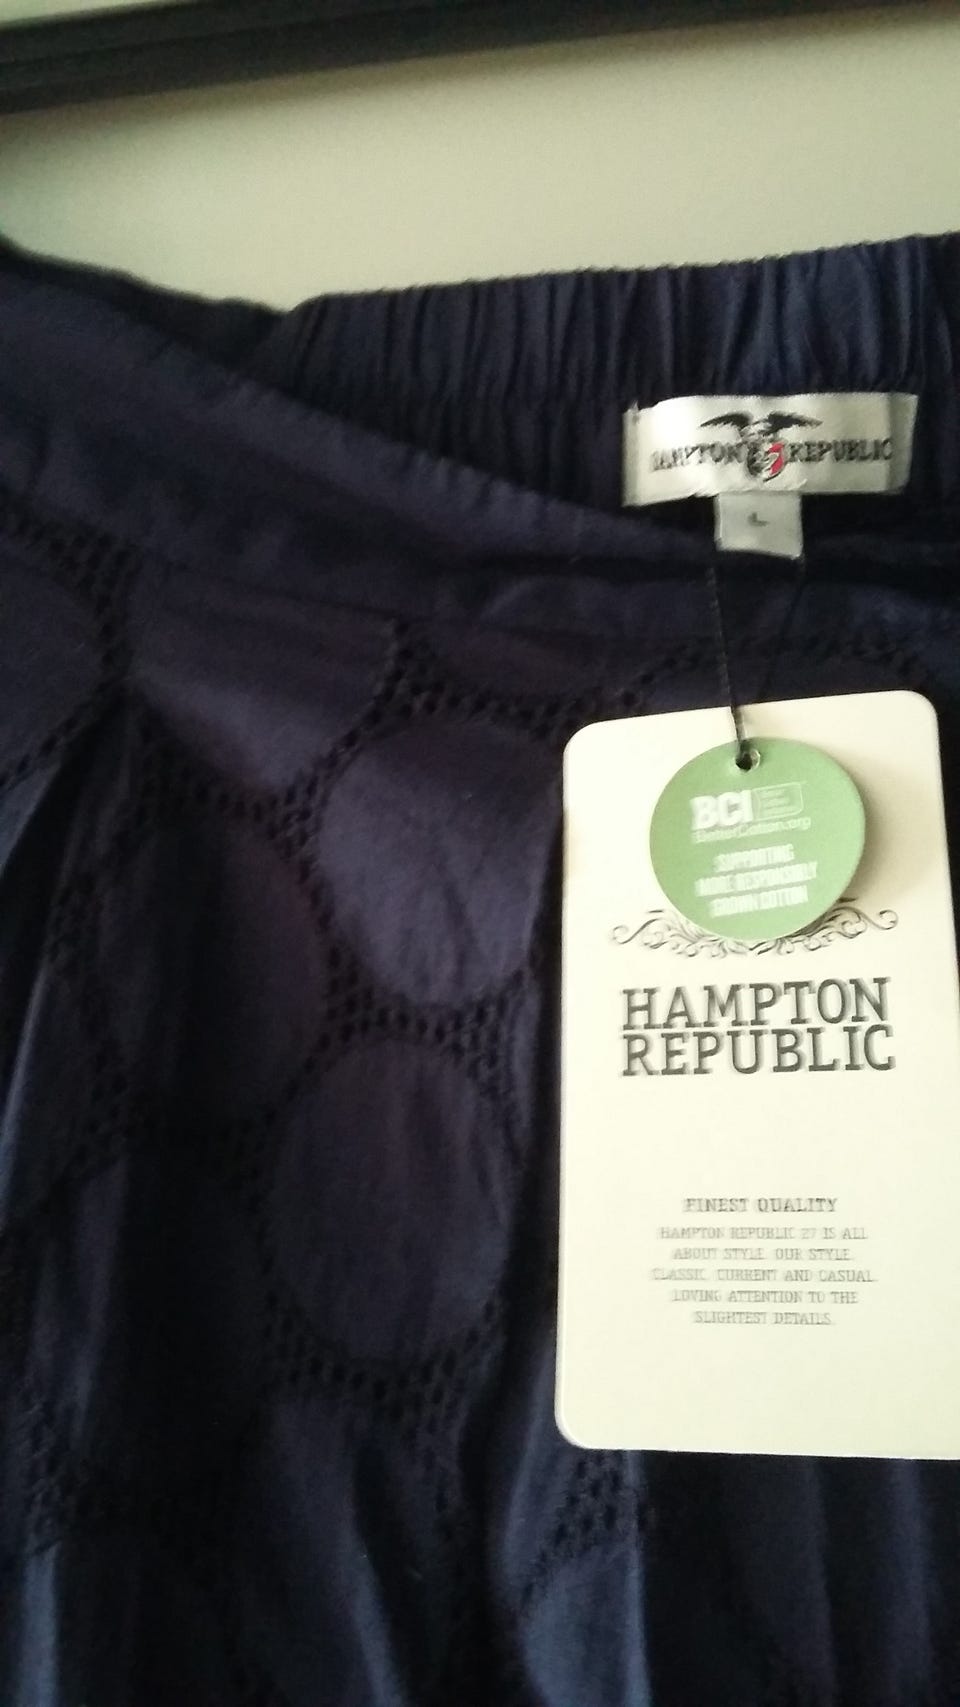 HAMPTON REPUBLIC
L
BCI
BetterCotton.org
SUPPORTING
MORE RESPONSIBLY
GROWN COTTON
HAMPTON
REPUBLIC
FINEST QUALITY
HAMPTON REPUBLIC 27 IS ALL
ABOUT STYLE. OUR STYLE.
CLASSIC, CURRENT AND CASUAL.
LOVING ATTENTION TO THE
SLIGHTEST DETAILS.